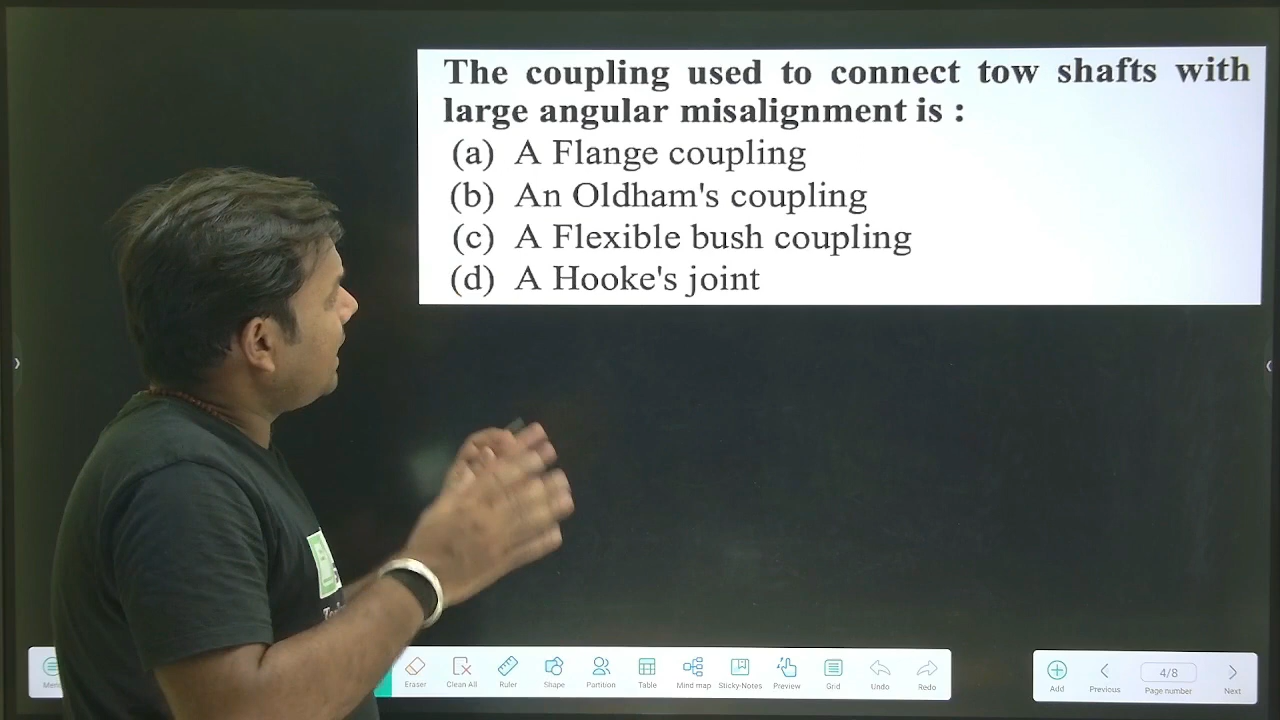 The coupling used to connect tow shafts with
large angular misalignment is :
(a) A Flange coupling
(b) An Oldham's coupling
(c) A Flexible bush coupling
(d) A Hooke's joint
Eraser Clean All Ruler Shape Partition Table Mind map Sticky-Notes Preview Grid Undo Redo
Add Previous 4/8 Page number Next